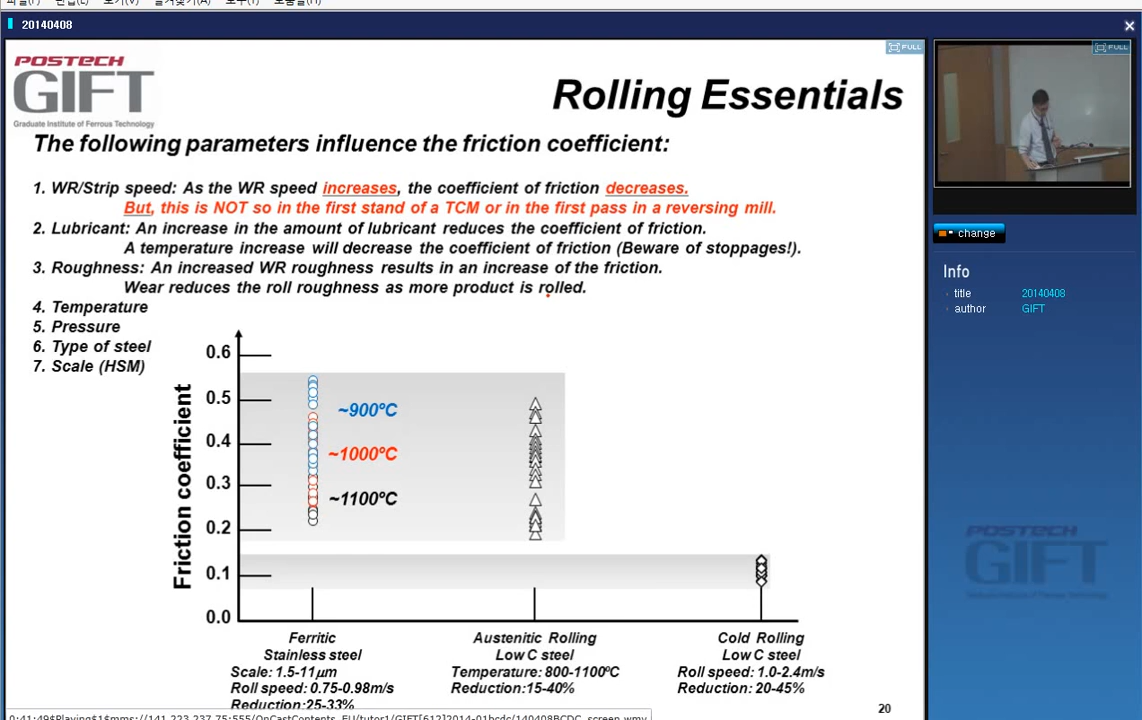 20140408
FULL
POSTECH
GIFT
Graduate Institute of Ferrous Technology
Rolling Essentials
The following parameters influence the friction coefficient:
1. WR/Strip speed: As the WR speed increases, the coefficient of friction decreases.
But, this is NOT so in the first stand of a TCM or in the first pass in a reversing mill.
2. Lubricant: An increase in the amount of lubricant reduces the coefficient of friction.
A temperature increase will decrease the coefficient of friction (Beware of stoppages!).
3. Roughness: An increased WR roughness results in an increase of the friction.
Wear reduces the roll roughness as more product is rolled.
4. Temperature
5. Pressure
6. Type of steel
7. Scale (HSM)
Friction coefficient
0.6
0.5
0.4
0.3
0.2
0.1
0.0
~900ºC
~1000ºC
~1100ºC
Ferritic
Stainless steel
Scale: 1.5-11μm
Roll speed: 0.75-0.98m/s
Reduction:25-33%
Austenitic Rolling
Low C steel
Temperature: 800-1100ºC
Reduction:15-40%
Cold Rolling
Low C steel
Roll speed: 1.0-2.4m/s
Reduction: 20-45%
20
FULL
change
Info
title 20140408
author GIFT
POSTECH
GIFT